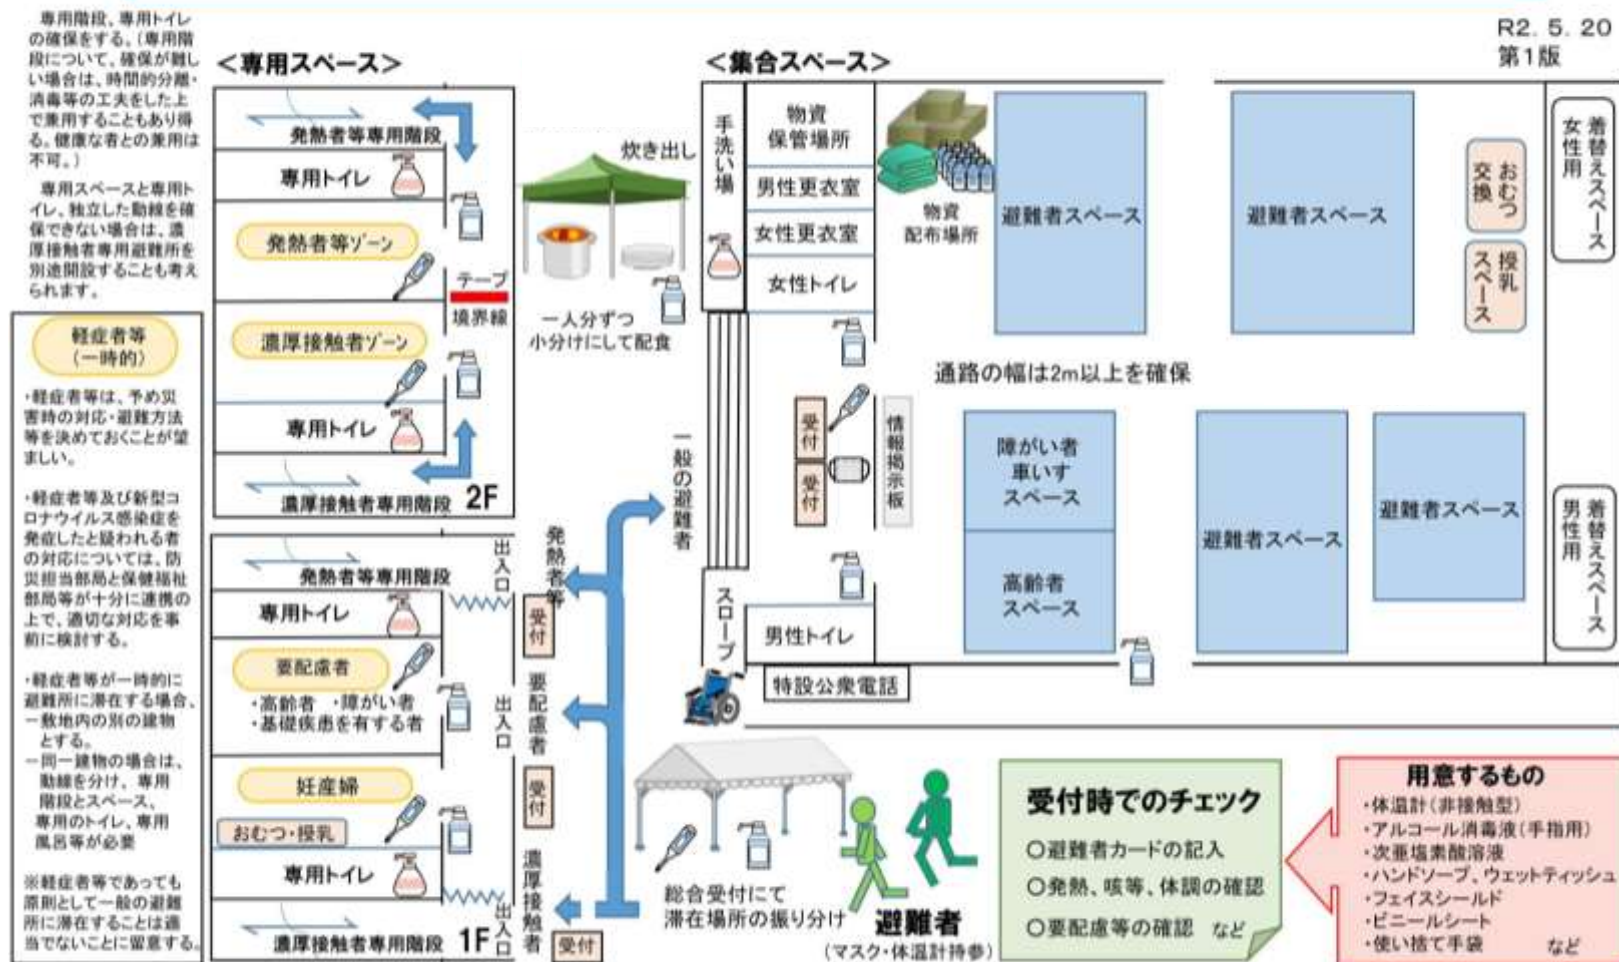 専用階段、専用トイレ
の確保をする。(専用階
段について、確保が難し
い場合は、時間的分離・
消毒等の工夫をした上
で兼用することもあり得
る。健康な者との兼用は
不可。)
専用スペースと専用ト
イレ、独立した動線を確
保できない場合は、濃
厚接触者専用避難所を
別途開設することも考え
られます。
軽症者等
(一時的)
・軽症者等は、予め災
害時の対応・避難方法
等を決めておくことが望
ましい。
・軽症者等及び新型コ
ロナウイルス感染症を
発症したと疑われる者
の対応については、防
災担当部局と保健福祉
部局等が十分に連携の
上で、適切な対応を事
前に検討する。
・軽症者等が一時的に
避難所に滞在する場合、
ー敷地内の別の建物
とする。
ー同一建物の場合は、
動線を分け、専用
階段とスペース、
専用のトイレ、専用
風呂等が必要
※軽症者等であっても
原則として一般の避難
所に滞在することは適
当でないことに留意する。
<専用スペース>
発熱者等専用階段
専用トイレ
発熱者等ゾーン
テープ
境界線
濃厚接触者ゾーン
専用トイレ
濃厚接触者専用階段
2F
発熱者等専用階段
専用トイレ
要配慮者
・高齢者 ・障がい者
・基礎疾患を有する者
妊産婦
おむつ・授乳
専用トイレ
濃厚接触者専用階段
1F
出入口
発熱者等
受付
出入口
要配慮者
受付
出入口
濃厚接触者
受付
炊き出し
一人分ずつ
小分けにして配食
一般の避難者
<集合スペース>
R2. 5. 20
第1版
手洗い場
物資
保管場所
男性更衣室
女性更衣室
女性トイレ
物資
配布場所
避難者スペース
避難者スペース
おむつ
交換
授乳
スペース
着替えスペース
女性用
通路の幅は2m以上を確保
受付
受付
情報掲示板
障がい者
車いす
スペース
高齢者
スペース
避難者スペース
避難者スペース
着替えスペース
男性用
スロープ
男性トイレ
特設公衆電話
総合受付にて
滞在場所の振り分け
避難者
(マスク・体温計持参)
受付時でのチェック
○避難者カードの記入
○発熱、咳等、体調の確認
○要配慮等の確認 など
用意するもの
・体温計(非接触型)
・アルコール消毒液(手指用)
・次亜塩素酸溶液
・ハンドソープ、ウェットティッシュ
・フェイスシールド
・ビニールシート
・使い捨て手袋 など